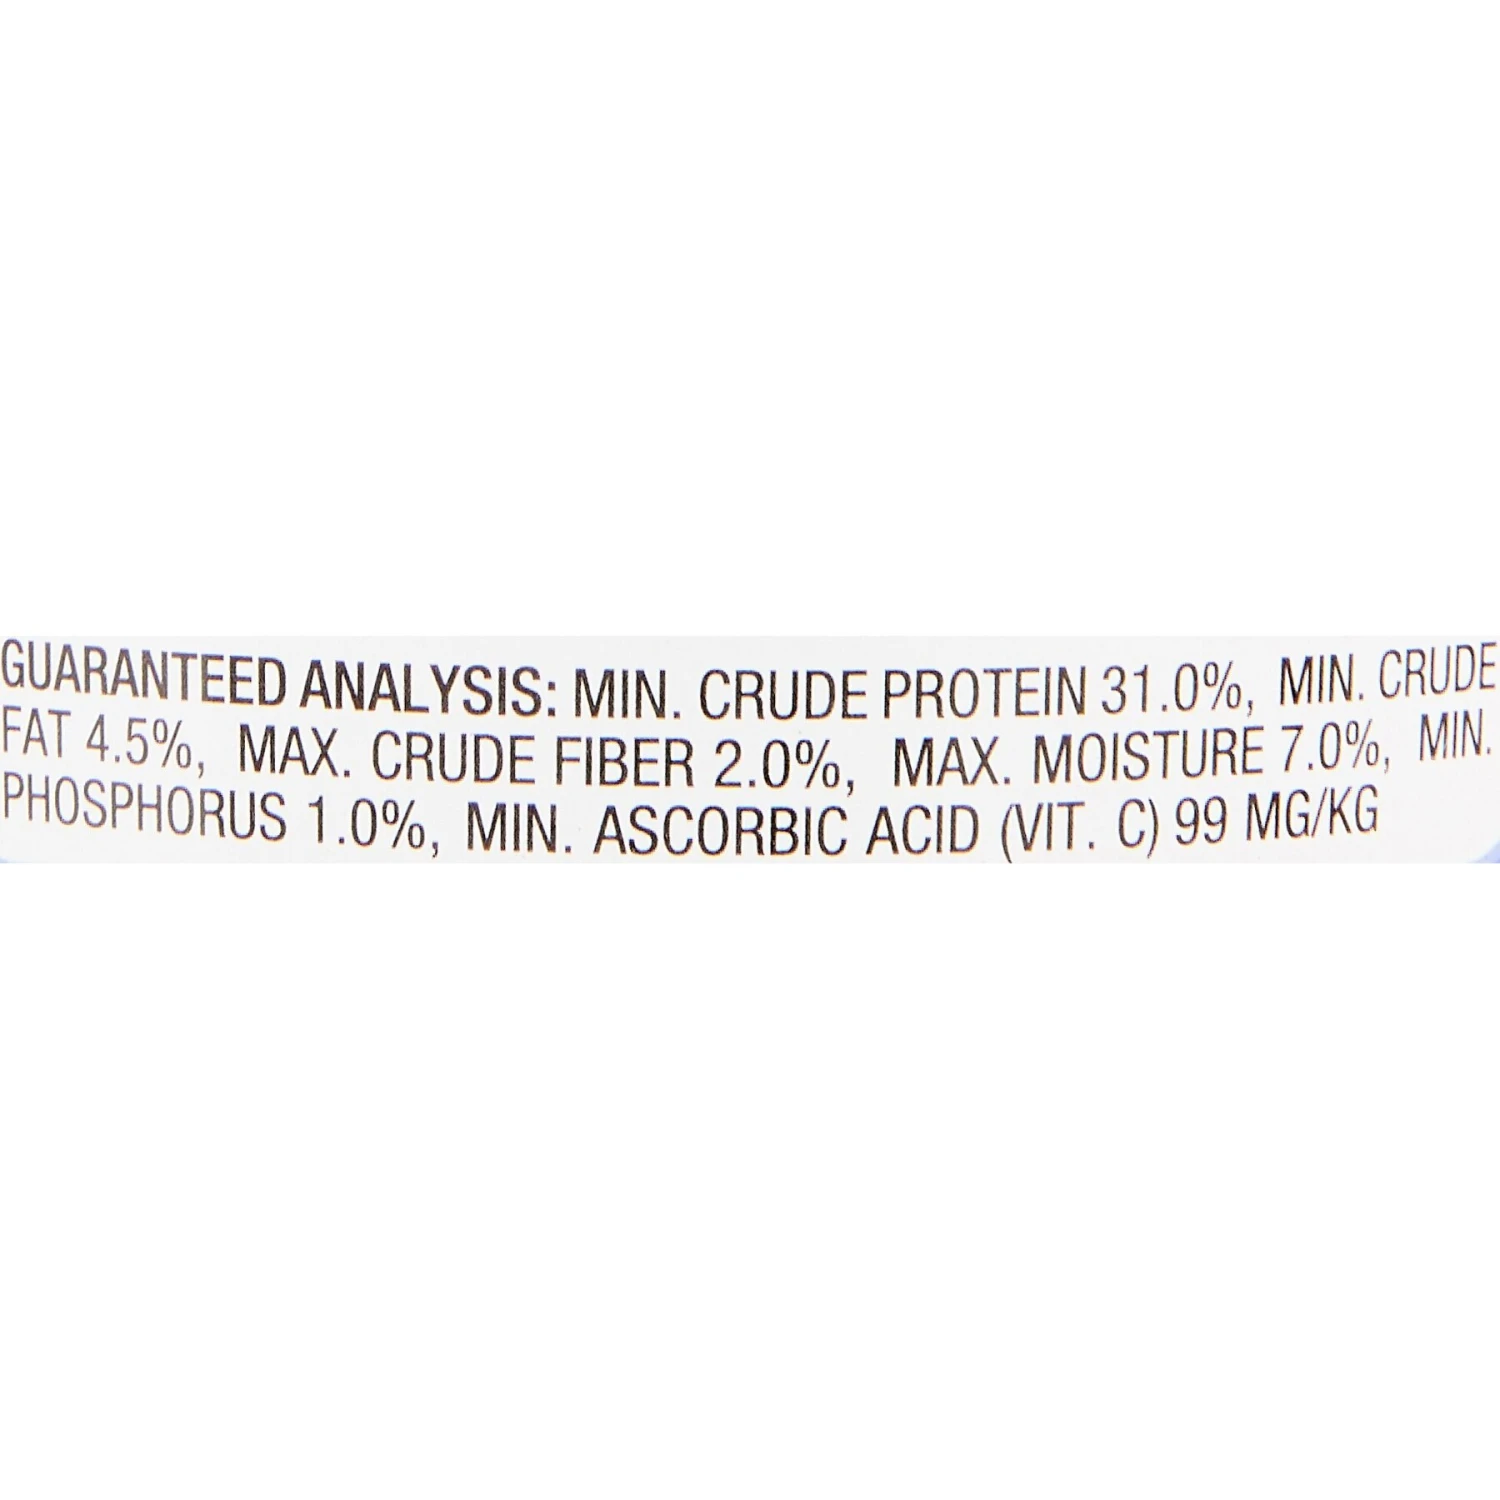 GUARANTEED ANALYSIS: MIN. CRUDE PROTEIN 31.0%, MIN. CRUDE
FAT 4.5%, MAX. CRUDE FIBER 2.0%, MAX. MOISTURE 7.0%, MIN.
PHOSPHORUS 1.0%, MIN. ASCORBIC ACID (VIT. C) 99 MG/KG